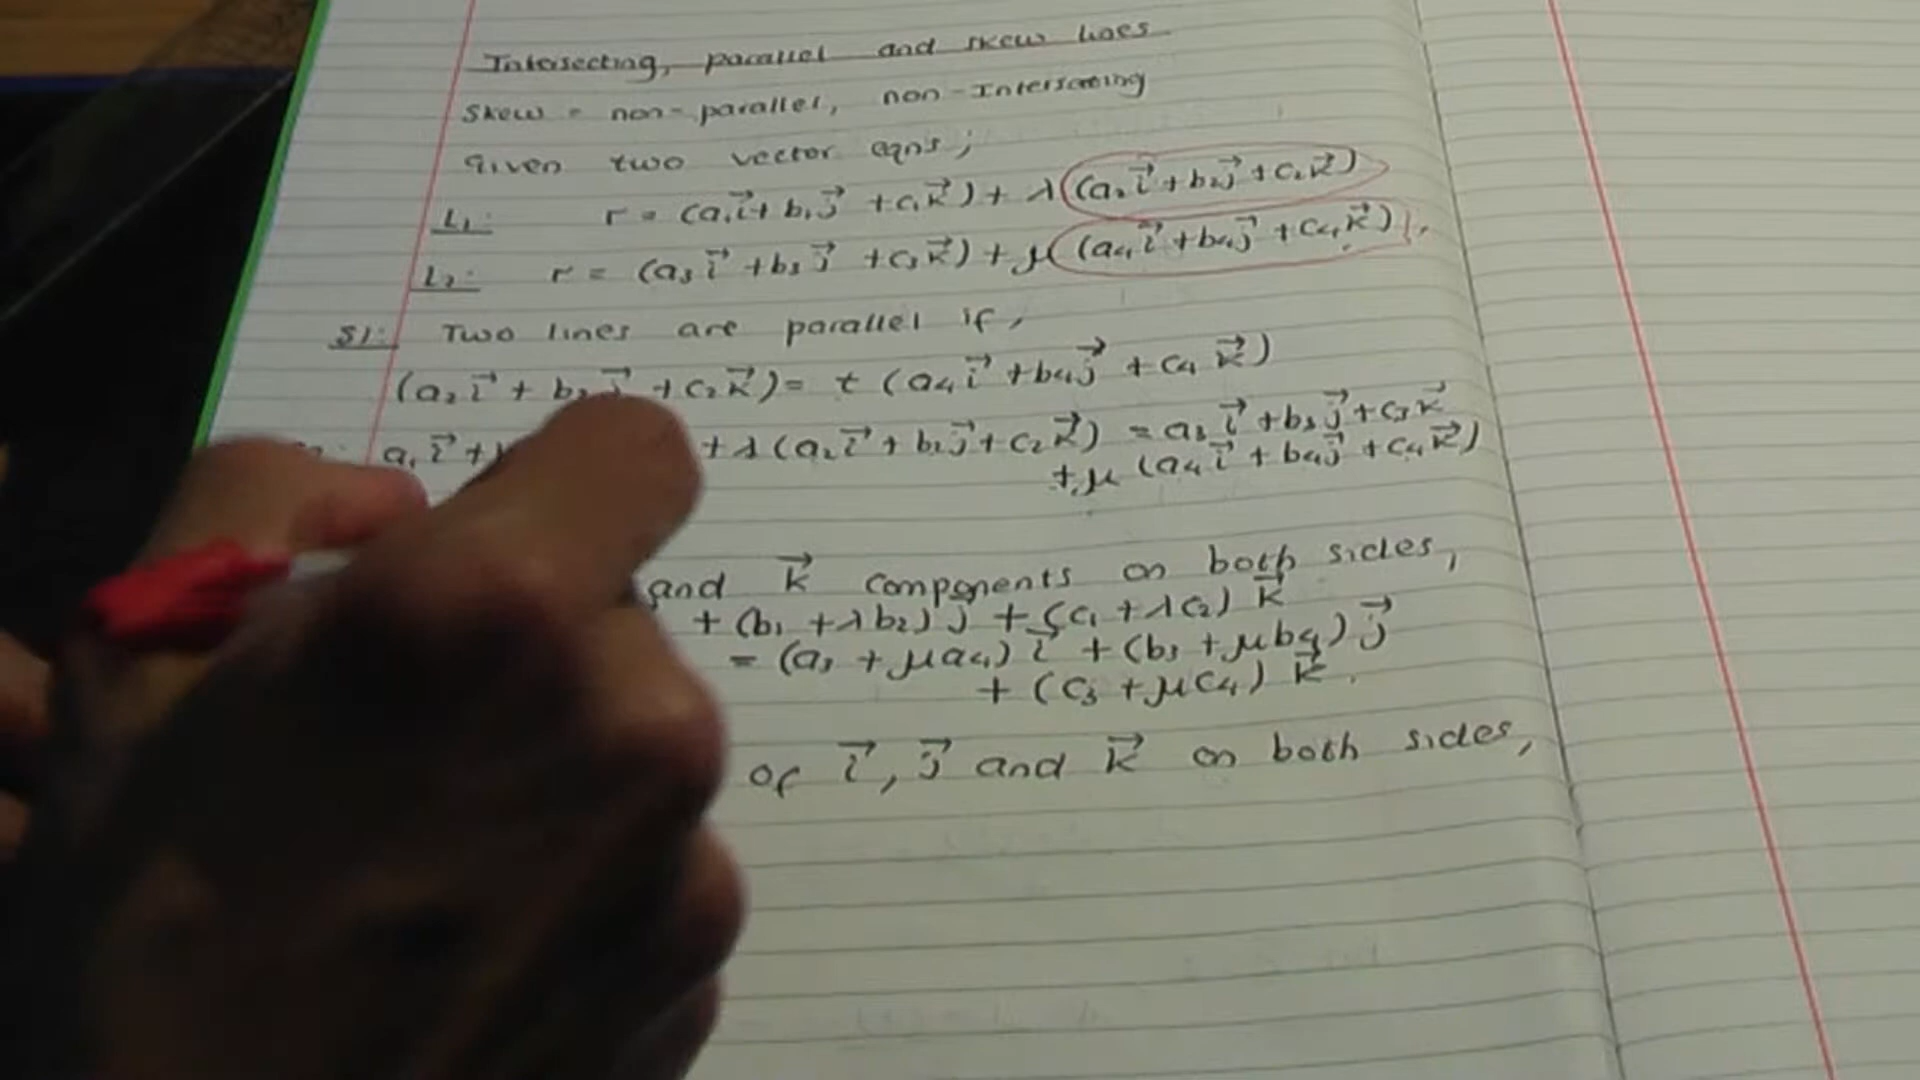 Intersecting, parallel and skew lines
Skew = non-parallel, non-Intersecting
Given two vector eqns;
L₁: r = (a₁i⃗ + b₁j⃗ + c₁k⃗) + λ(a₂i⃗ + b₂j⃗ + c₂k⃗)
L₂: r = (a₃i⃗ + b₃j⃗ + c₃k⃗) + μ(a₄i⃗ + b₄j⃗ + c₄k⃗),
S1: Two lines are parallel if,
(a₂i⃗ + b₂j⃗ + c₂k⃗) = t (a₄i⃗ + b₄j⃗ + c₄k⃗)
a₁i⃗ + + λ(a₂i⃗ + b₂j⃗ + c₂k⃗) = a₃i⃗ + b₃j⃗ + c₃k⃗
+ μ (a₄i⃗ + b₄j⃗ + c₄k⃗)
and k⃗ components on both sides,
+ (b₁ + λb₂) j⃗ + (c₁ + λc₂) k⃗
= (a₃ + μa₄) i⃗ + (b₃ + μb₄) j⃗
+ (c₃ + μc₄) k⃗.
of i⃗, j⃗ and k⃗ on both sides,